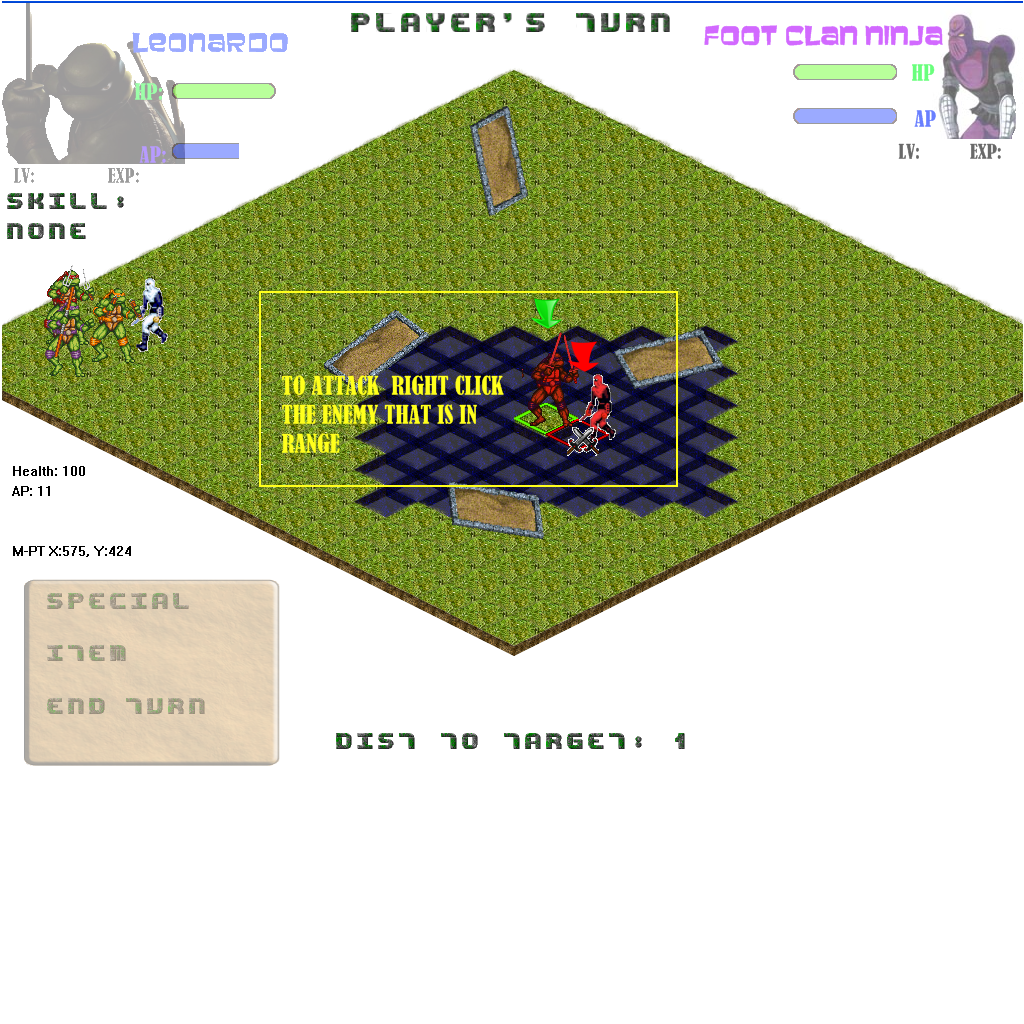 PLAYER'S TURN
LEONARDO
HP:
AP:
LV: EXP:
FOOT CLAN NINJA
HP
AP
LV: EXP:
SKILL:
NONE
TO ATTACK RIGHT CLICK
THE ENEMY THAT IS IN
RANGE
Health: 100
AP: 11
M-PT X:575, Y:424
SPECIAL
ITEM
END TURN
DIST TO TARGET: 1